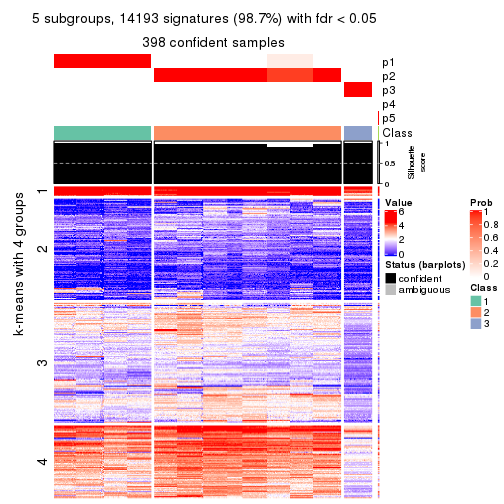 5 subgroups, 14193 signatures (98.7%) with fdr < 0.05
398 confident samples
p1
p2
p3
p4
p5
Class
1
0.5
0
Silhouette
score
k-means with 4 groups
1
2
3
4
Value
6
4
2
0
Status (barplots)
confident
ambiguous
Prob
1
0.8
0.6
0.4
0.2
0
Class
1
2
3